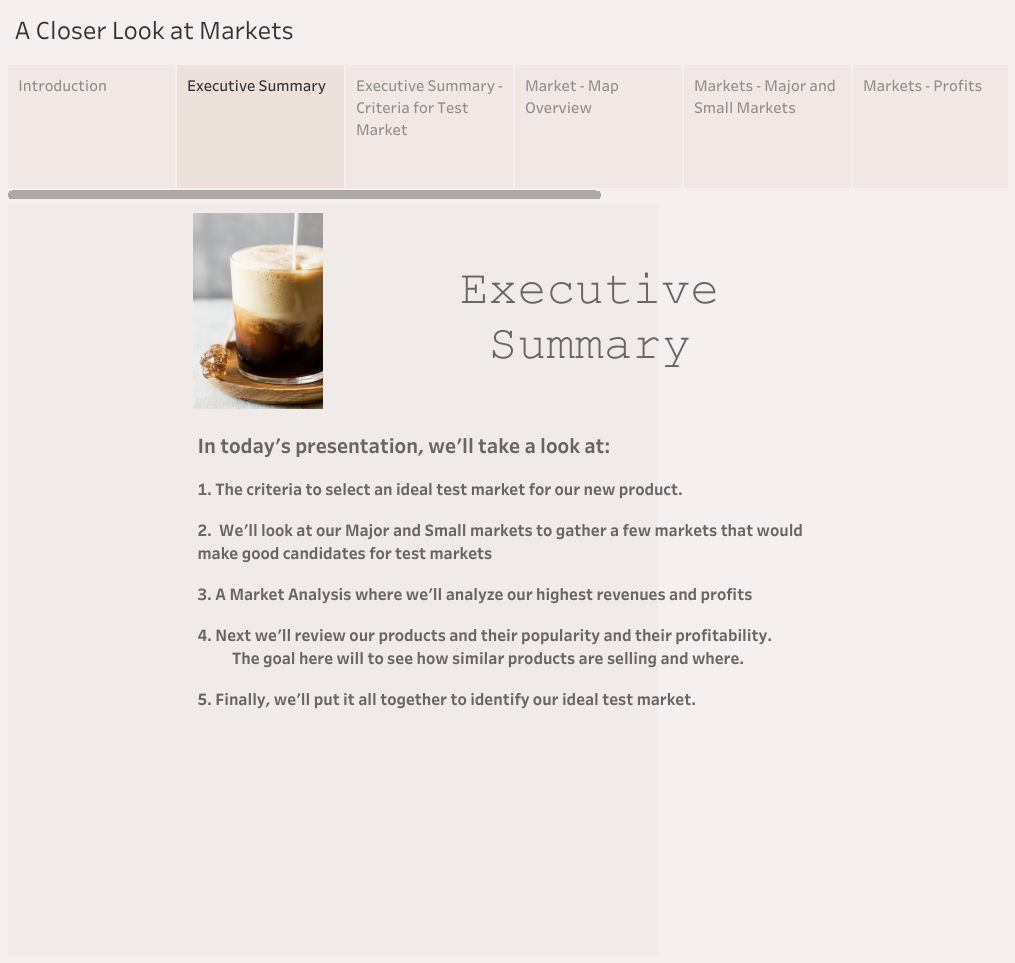 A Closer Look at Markets
Introduction
Executive Summary
Executive Summary -
Criteria for Test
Market
Market - Map
Overview
Markets - Major and
Small Markets
Markets - Profits
Executive
Summary
In today’s presentation, we’ll take a look at:
1. The criteria to select an ideal test market for our new product.
2.  We’ll look at our Major and Small markets to gather a few markets that would
make good candidates for test markets
3. A Market Analysis where we’ll analyze our highest revenues and profits
4. Next we’ll review our products and their popularity and their profitability.
The goal here will to see how similar products are selling and where.
5. Finally, we’ll put it all together to identify our ideal test market.